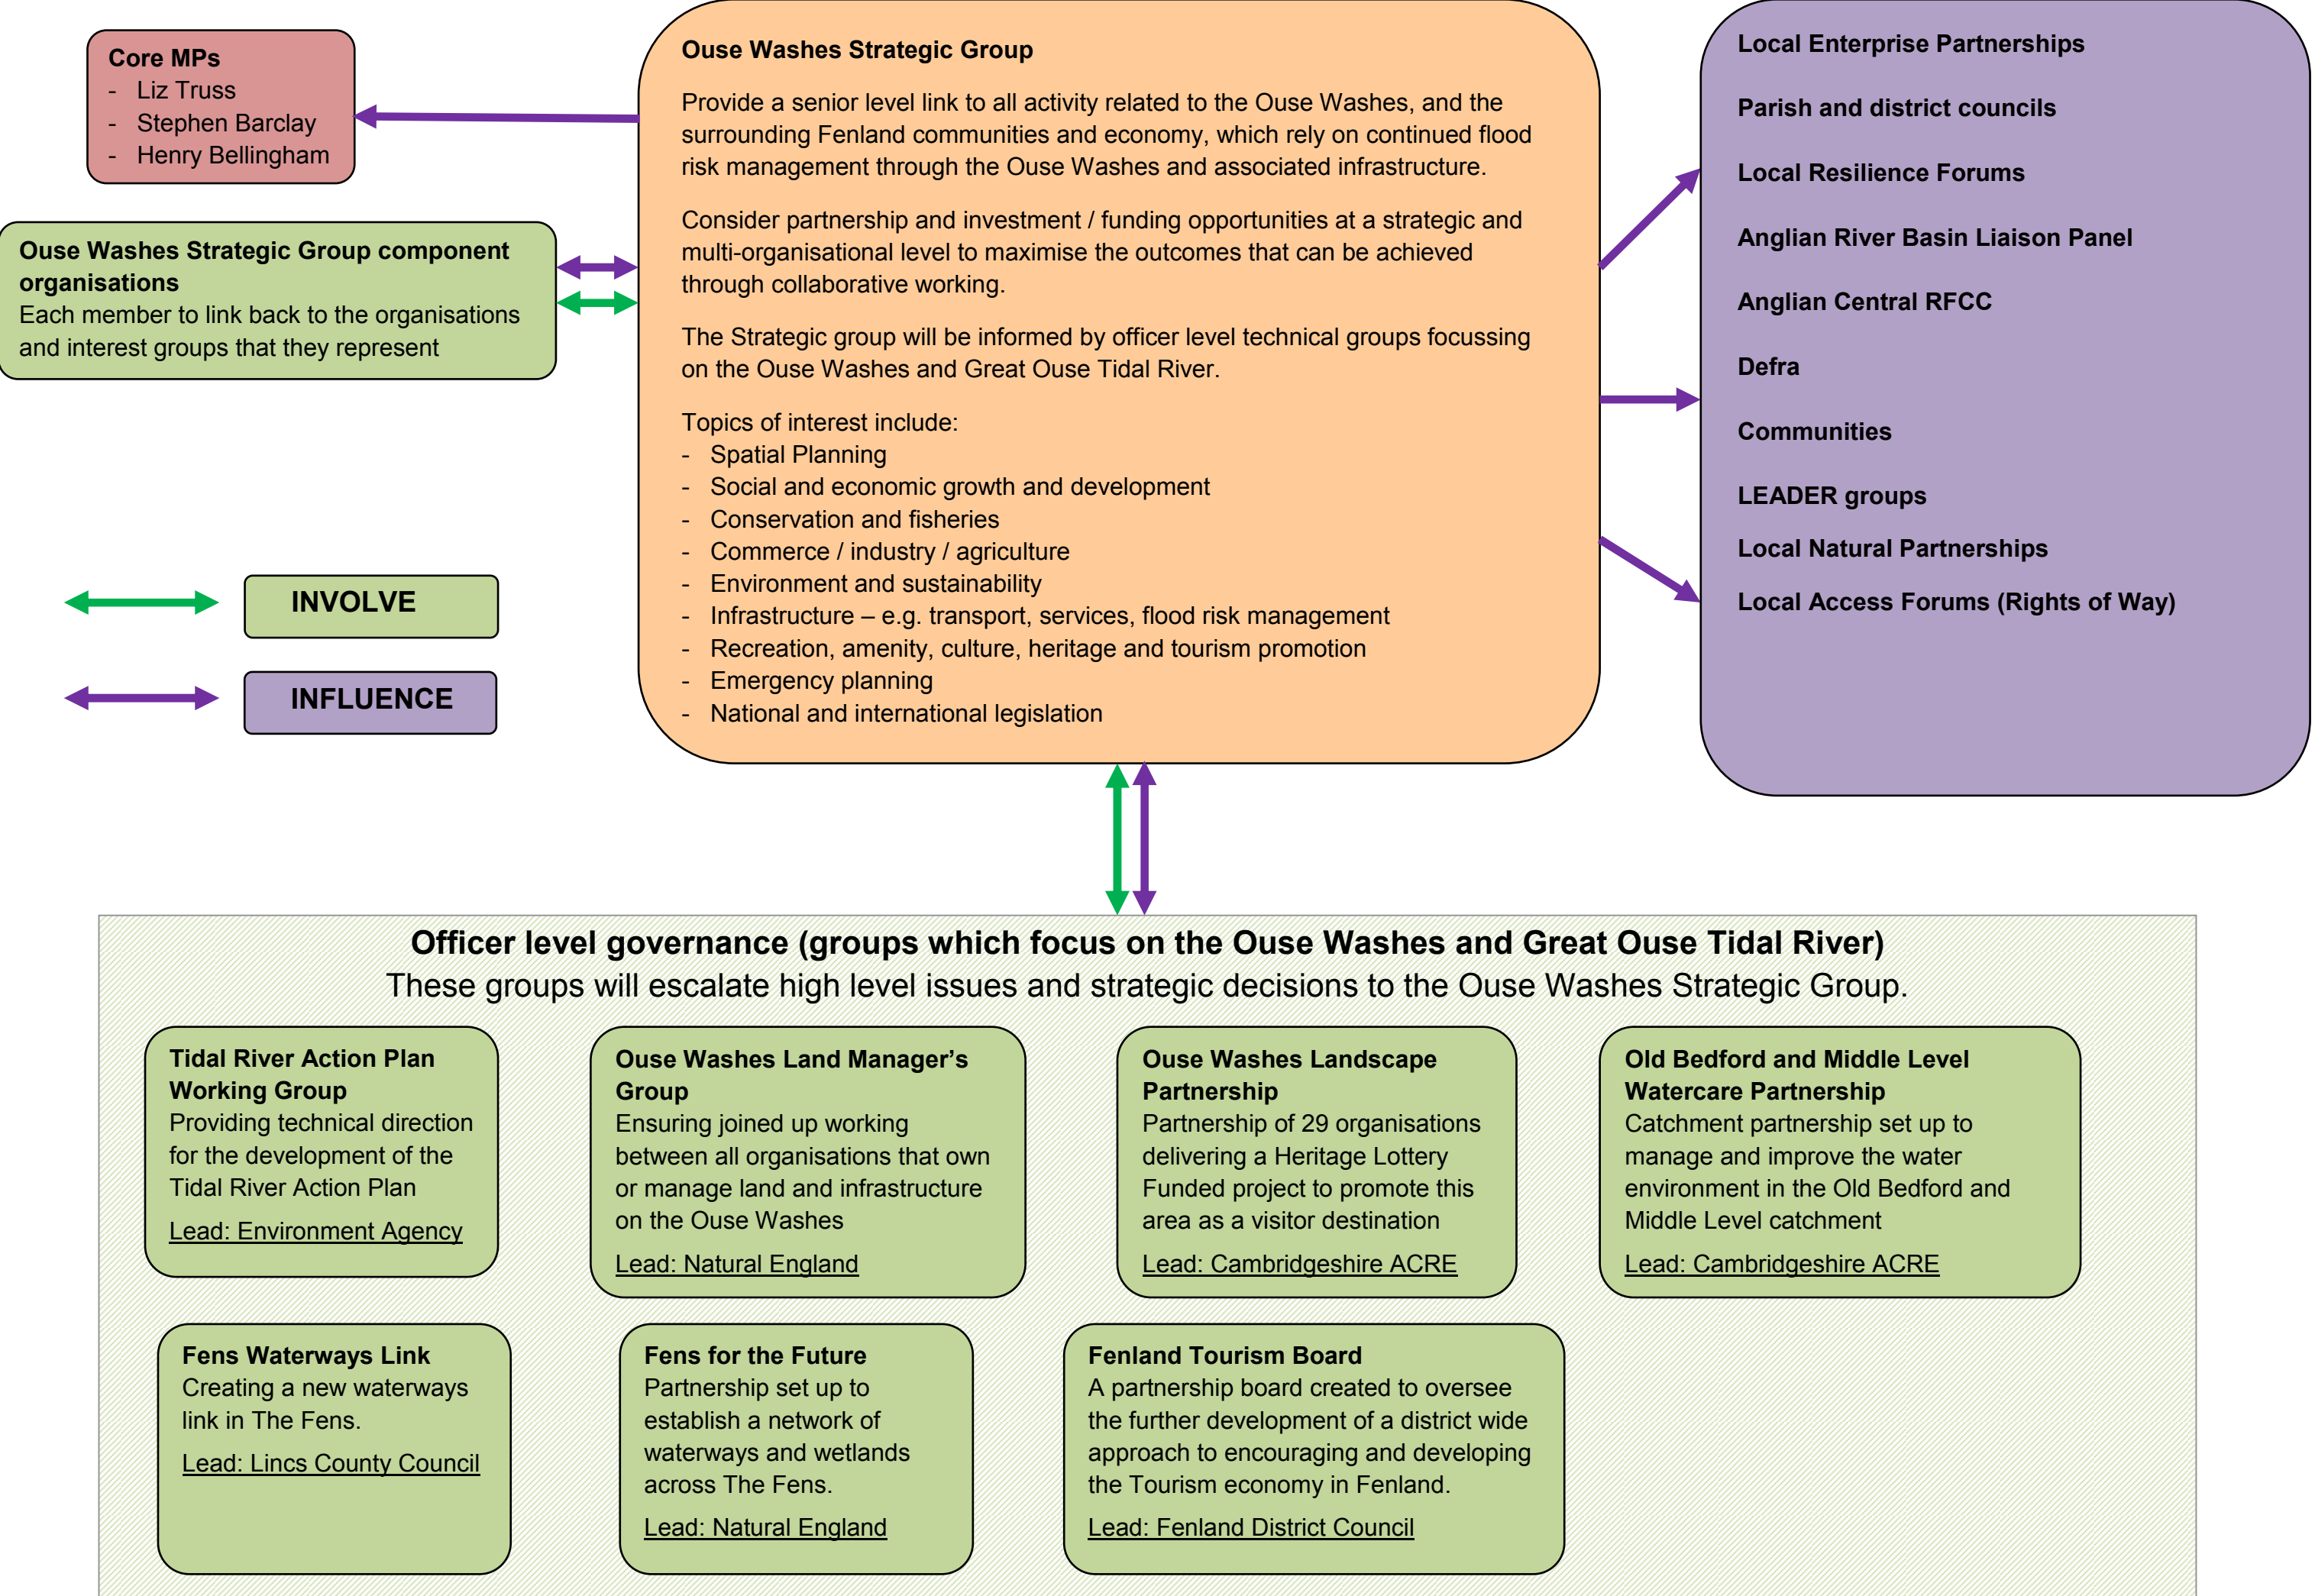 Core MPs
- Liz Truss
- Stephen Barclay
- Henry Bellingham
Ouse Washes Strategic Group component
organisations
Each member to link back to the organisations
and interest groups that they represent
INVOLVE
INFLUENCE
Ouse Washes Strategic Group
Provide a senior level link to all activity related to the Ouse Washes, and the
surrounding Fenland communities and economy, which rely on continued flood
risk management through the Ouse Washes and associated infrastructure.
Consider partnership and investment / funding opportunities at a strategic and
multi-organisational level to maximise the outcomes that can be achieved
through collaborative working.
The Strategic group will be informed by officer level technical groups focussing
on the Ouse Washes and Great Ouse Tidal River.
Topics of interest include:
- Spatial Planning
- Social and economic growth and development
- Conservation and fisheries
- Commerce / industry / agriculture
- Environment and sustainability
- Infrastructure – e.g. transport, services, flood risk management
- Recreation, amenity, culture, heritage and tourism promotion
- Emergency planning
- National and international legislation
Local Enterprise Partnerships
Parish and district councils
Local Resilience Forums
Anglian River Basin Liaison Panel
Anglian Central RFCC
Defra
Communities
LEADER groups
Local Natural Partnerships
Local Access Forums (Rights of Way)
Officer level governance (groups which focus on the Ouse Washes and Great Ouse Tidal River)
These groups will escalate high level issues and strategic decisions to the Ouse Washes Strategic Group.
Tidal River Action Plan
Working Group
Providing technical direction
for the development of the
Tidal River Action Plan
Lead: Environment Agency
Ouse Washes Land Manager's
Group
Ensuring joined up working
between all organisations that own
or manage land and infrastructure
on the Ouse Washes
Lead: Natural England
Ouse Washes Landscape
Partnership
Partnership of 29 organisations
delivering a Heritage Lottery
Funded project to promote this
area as a visitor destination
Lead: Cambridgeshire ACRE
Old Bedford and Middle Level
Watercare Partnership
Catchment partnership set up to
manage and improve the water
environment in the Old Bedford and
Middle Level catchment
Lead: Cambridgeshire ACRE
Fens Waterways Link
Creating a new waterways
link in The Fens.
Lead: Lincs County Council
Fens for the Future
Partnership set up to
establish a network of
waterways and wetlands
across The Fens.
Lead: Natural England
Fenland Tourism Board
A partnership board created to oversee
the further development of a district wide
approach to encouraging and developing
the Tourism economy in Fenland.
Lead: Fenland District Council